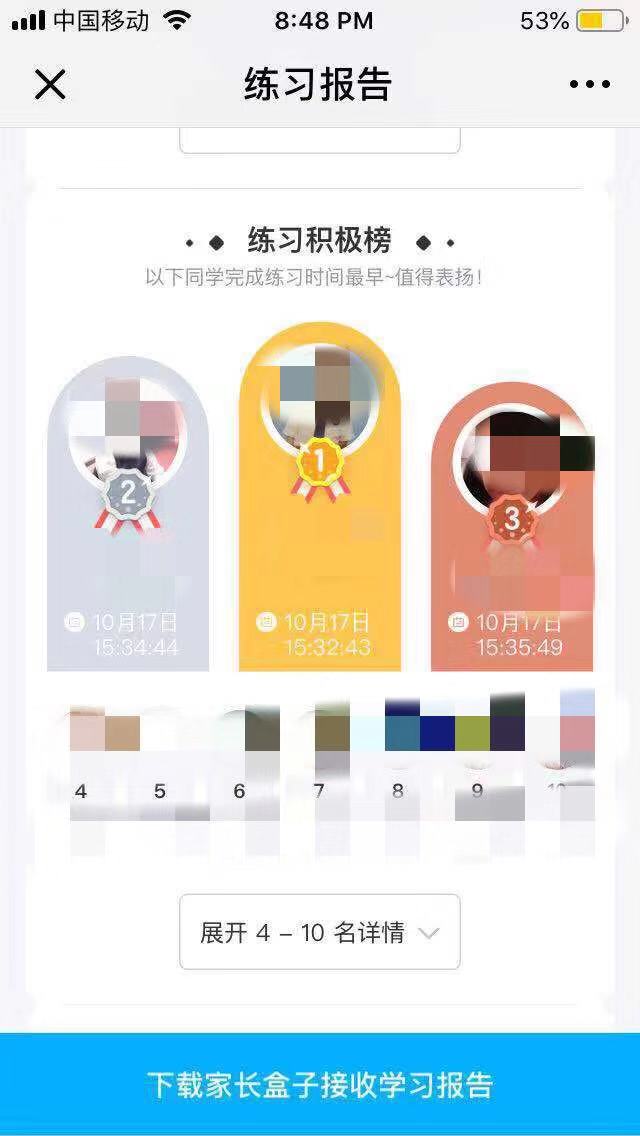 中国移动
8:48 PM
53%
练习报告
练习积极榜
以下同学完成练习时间最早~值得表扬！
2
1
3
10月17日
15:34:44
10月17日
15:32:43
10月17日
15:35:49
4
5
6
7
8
9
10
展开 4 – 10 名详情
下载家长盒子接收学习报告